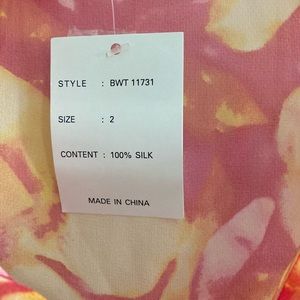 STYLE : BWT 11731
SIZE : 2
CONTENT : 100% SILK
MADE IN CHINA